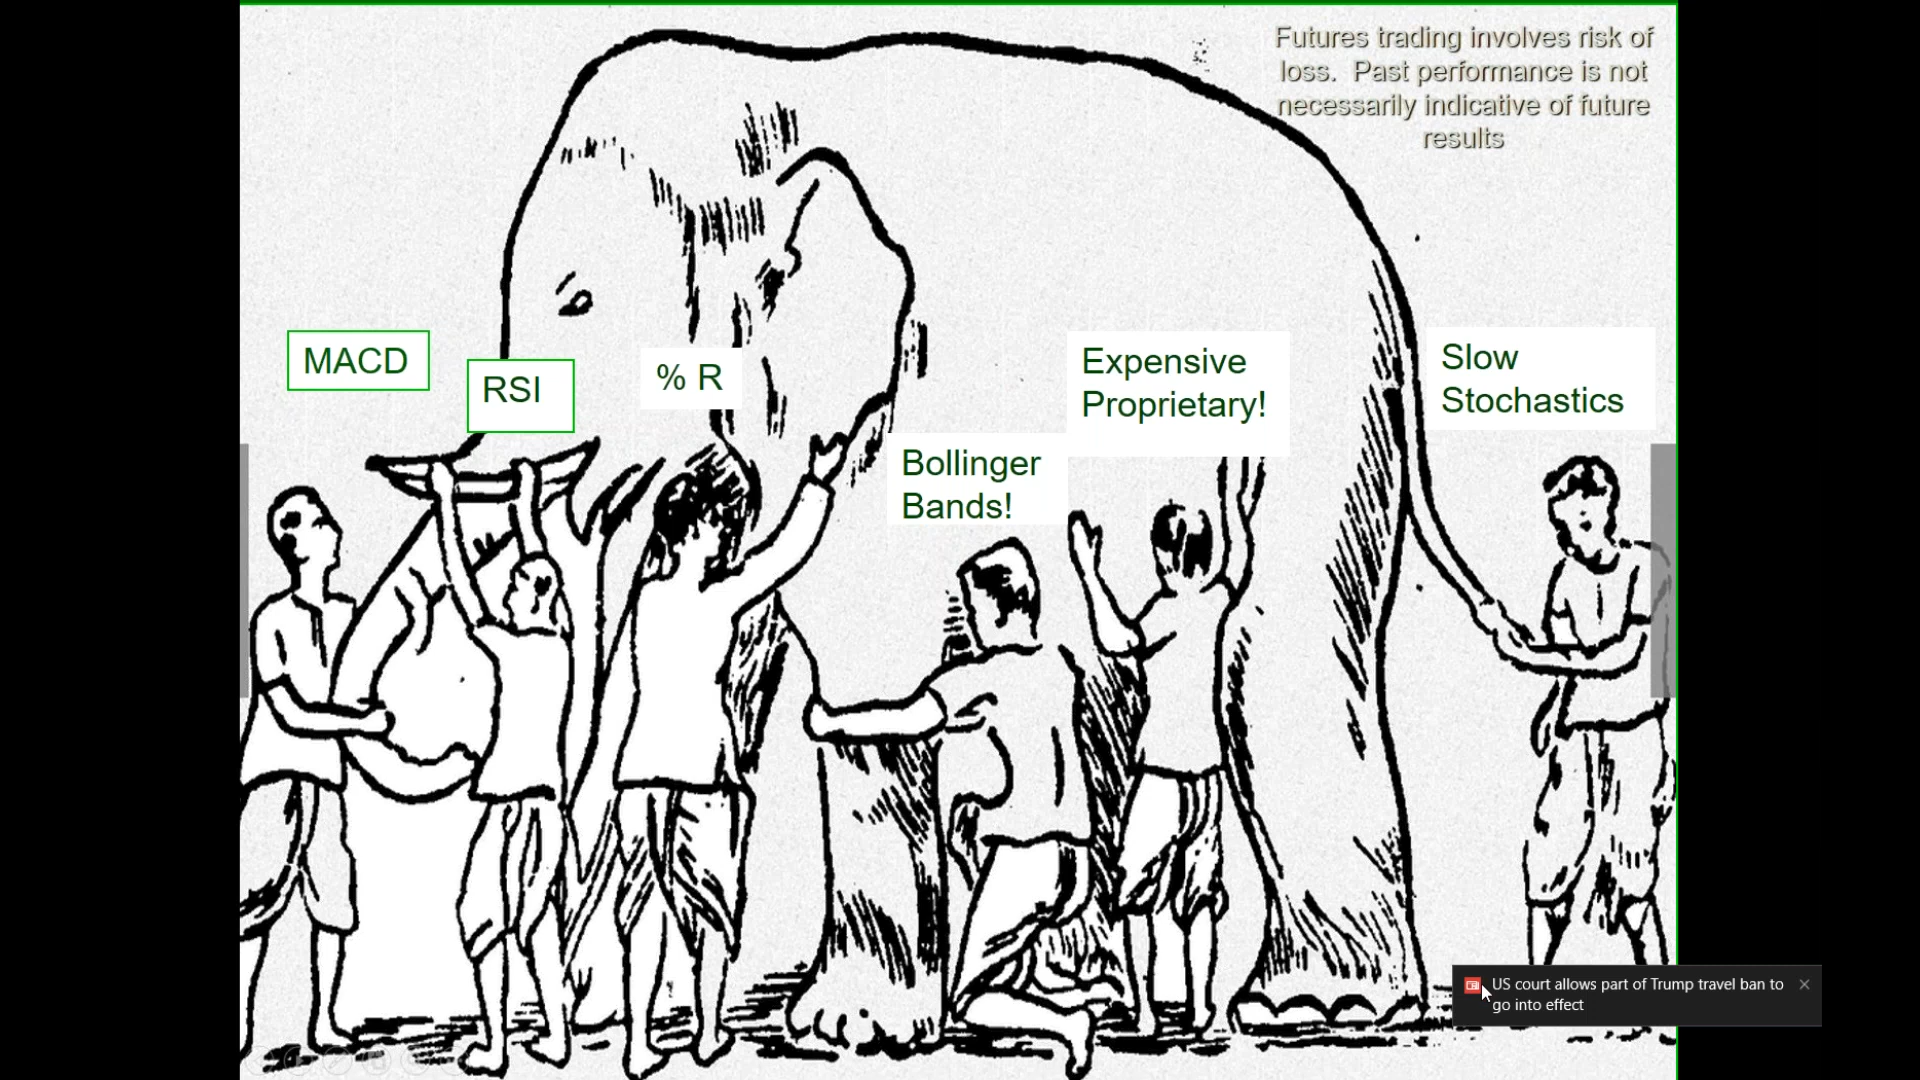 Futures trading involves risk of
loss.  Past performance is not
necessarily indicative of future
results
MACD
RSI
% R
Bollinger
Bands!
Expensive
Proprietary!
Slow
Stochastics
US court allows part of Trump travel ban to
go into effect